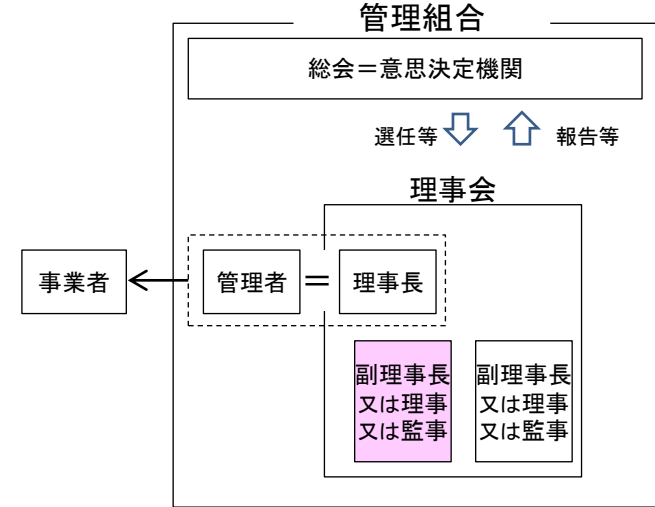 管理組合
総会＝意思決定機関
選任等
報告等
理事会
事業者
管理者
＝
理事長
副理事長
又は理事
又は監事
副理事長
又は理事
又は監事